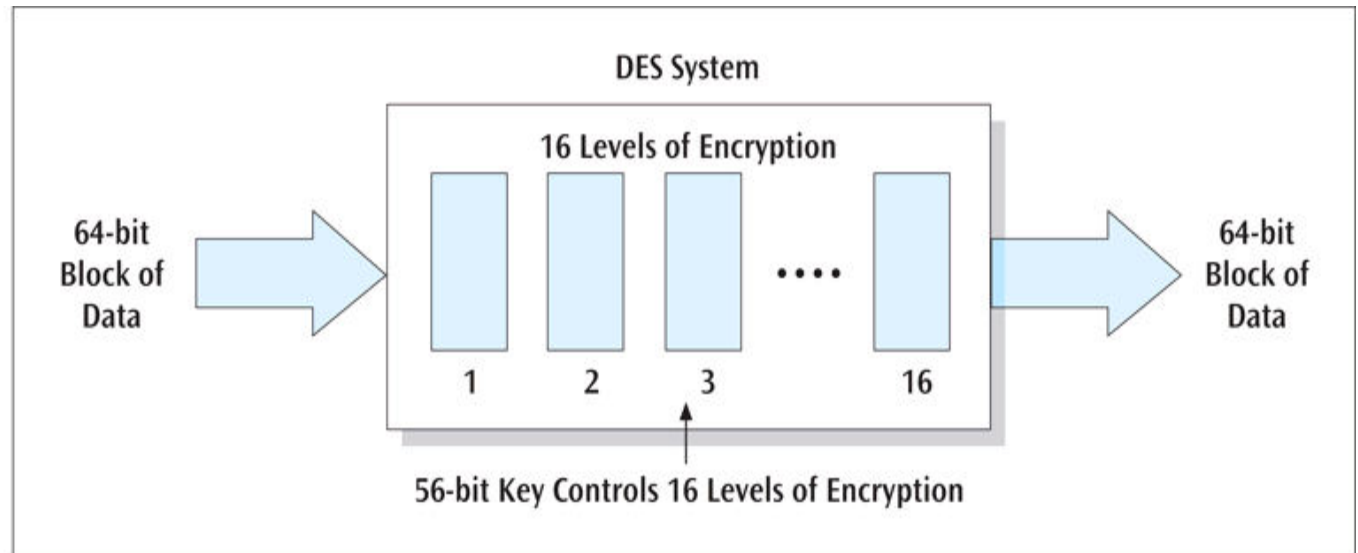 DES System
16 Levels of Encryption
64-bit
Block of
Data
1
2
3
16
64-bit
Block of
Data
56-bit Key Controls 16 Levels of Encryption